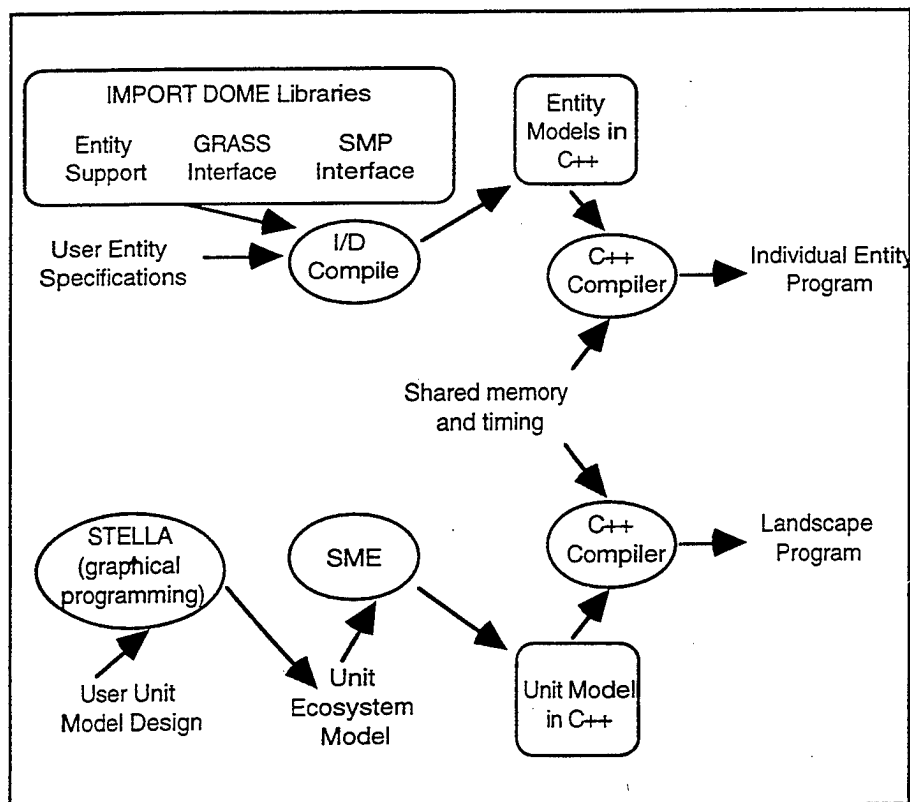 IMPORT DOME Libraries
Entity
Support
GRASS
Interface
SMP
Interface
Entity
Models in
C++
User Entity
Specifications
I/D
Compile
C++
Compiler
Individual Entity
Program
Shared memory
and timing
STELLA
(graphical
programming)
SME
C++
Compiler
Landscape
Program
User Unit
Model Design
Unit
Ecosystem
Model
Unit Model
in C++